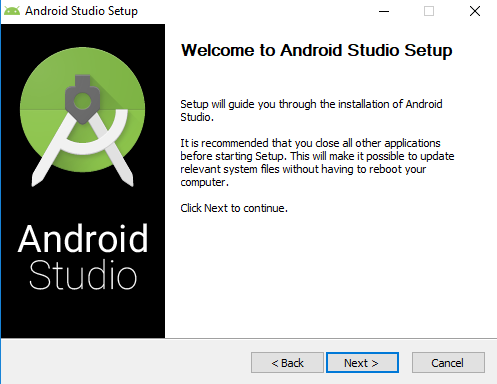 Android Studio Setup
Welcome to Android Studio Setup
Setup will guide you through the installation of Android
Studio.
It is recommended that you close all other applications
before starting Setup. This will make it possible to update
relevant system files without having to reboot your
computer.
Click Next to continue.
Android
Studio
< Back
Next >
Cancel